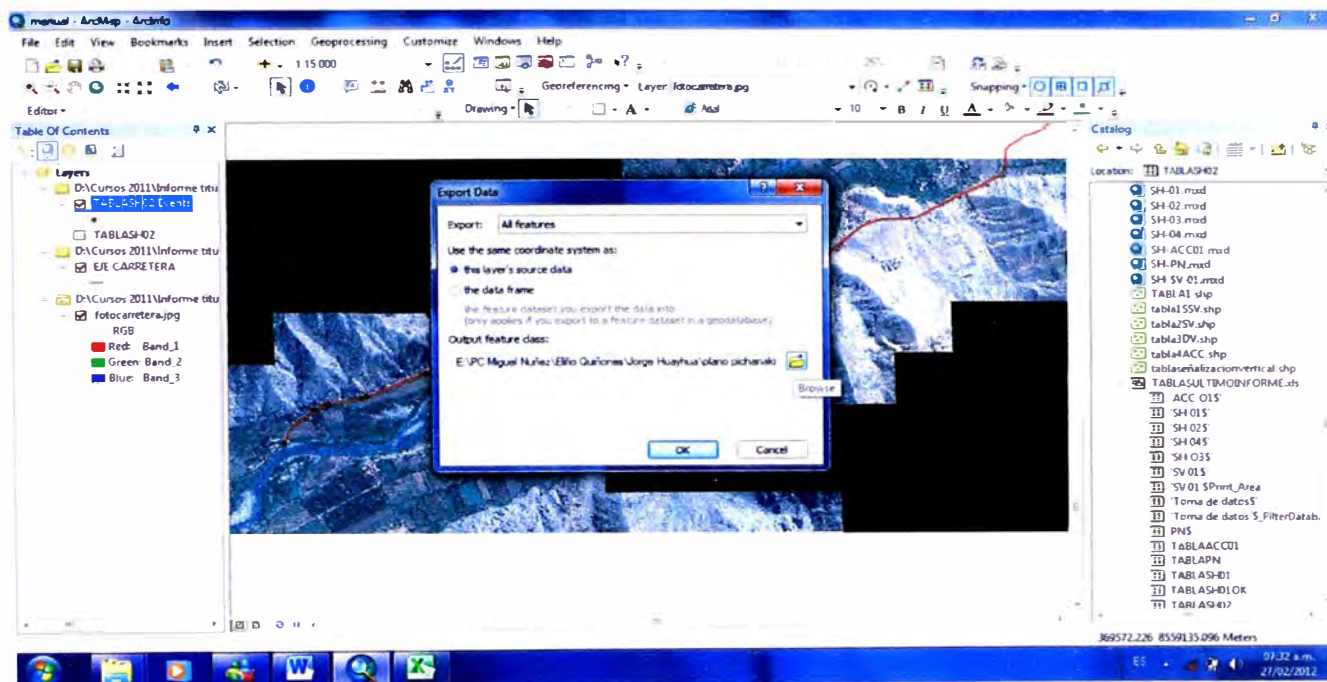 manual - ArcMap - ArcInfo
File Edit View Bookmarks Insert Selection Geoprocessing Customize Windows Help
1:15 000
Georeferencing Layer: fotocarretera.jpg
Snapping
Editor
Drawing A Arial 10 B I U A
Table Of Contents
Layers
D:\Cursos 2011\Informe titu
TABLASH02 Events
TABLASH02
D:\Cursos 2011\Informe titu
EJE CARRETERA
D:\Cursos 2011\Informe titu
fotocarretera.jpg
RGB
Red: Band_1
Green: Band_2
Blue: Band_3
Export Data
Export: All features
Use the same coordinate system as:
this layer's source data
the data frame
the feature dataset you export the data into
(only applies if you export to a feature dataset in a geodatabase)
Output feature class:
E:\PC Miguel Nuñez\Elño Quiñones\Jorge Huayhua\plano pichanaki
Browse
OK Cancel
Catalog
Location: TABLASH02
SH-01.mxd
SH-02.mxd
SH-03.mxd
SH-04.mxd
SH-ACC01.mxd
SH-PN.mxd
SH-SV-01.mxd
TABLA1.shp
tabla1SSV.shp
tabla2SV.shp
tabla3DV.shp
tabla4ACC.shp
tablaseñalizacionvertical.shp
TABLASULTIMOINFORME.xls
'ACC O1$'
'SH 01$'
'SH 02$'
'SH 04$'
'SH O3$'
'SV 01$'
'SV 01 $'Print_Area
'Toma de datos$'
'Toma de datos $'_FilterDatab
PN$
TABLAACC01
TABLAPN
TABLASH01
TABLASH01OK
TABLASH02
369572.226 8559135.096 Meters
ES
07:32 a.m.
27/02/2012